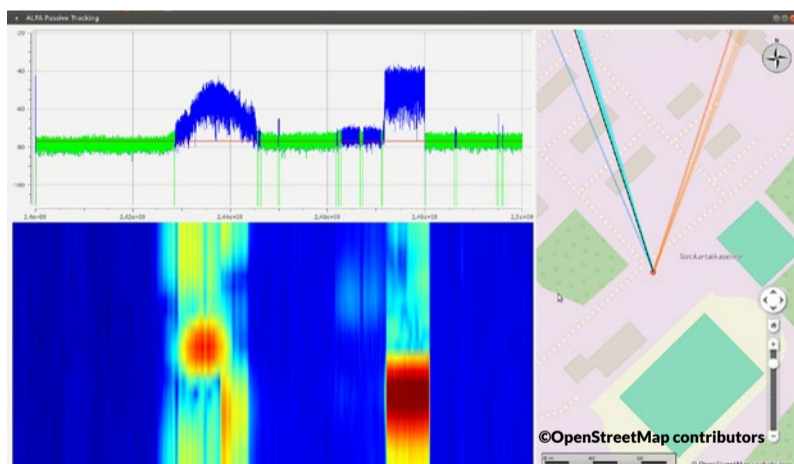 ALFA Passive Tracking
-20
-40
-60
-80
-100
2,4e+09 2,42e+09 2,44e+09 2,46e+09 2,48e+09 2,5e+09
N
©OpenStreetMap contributors
0 m